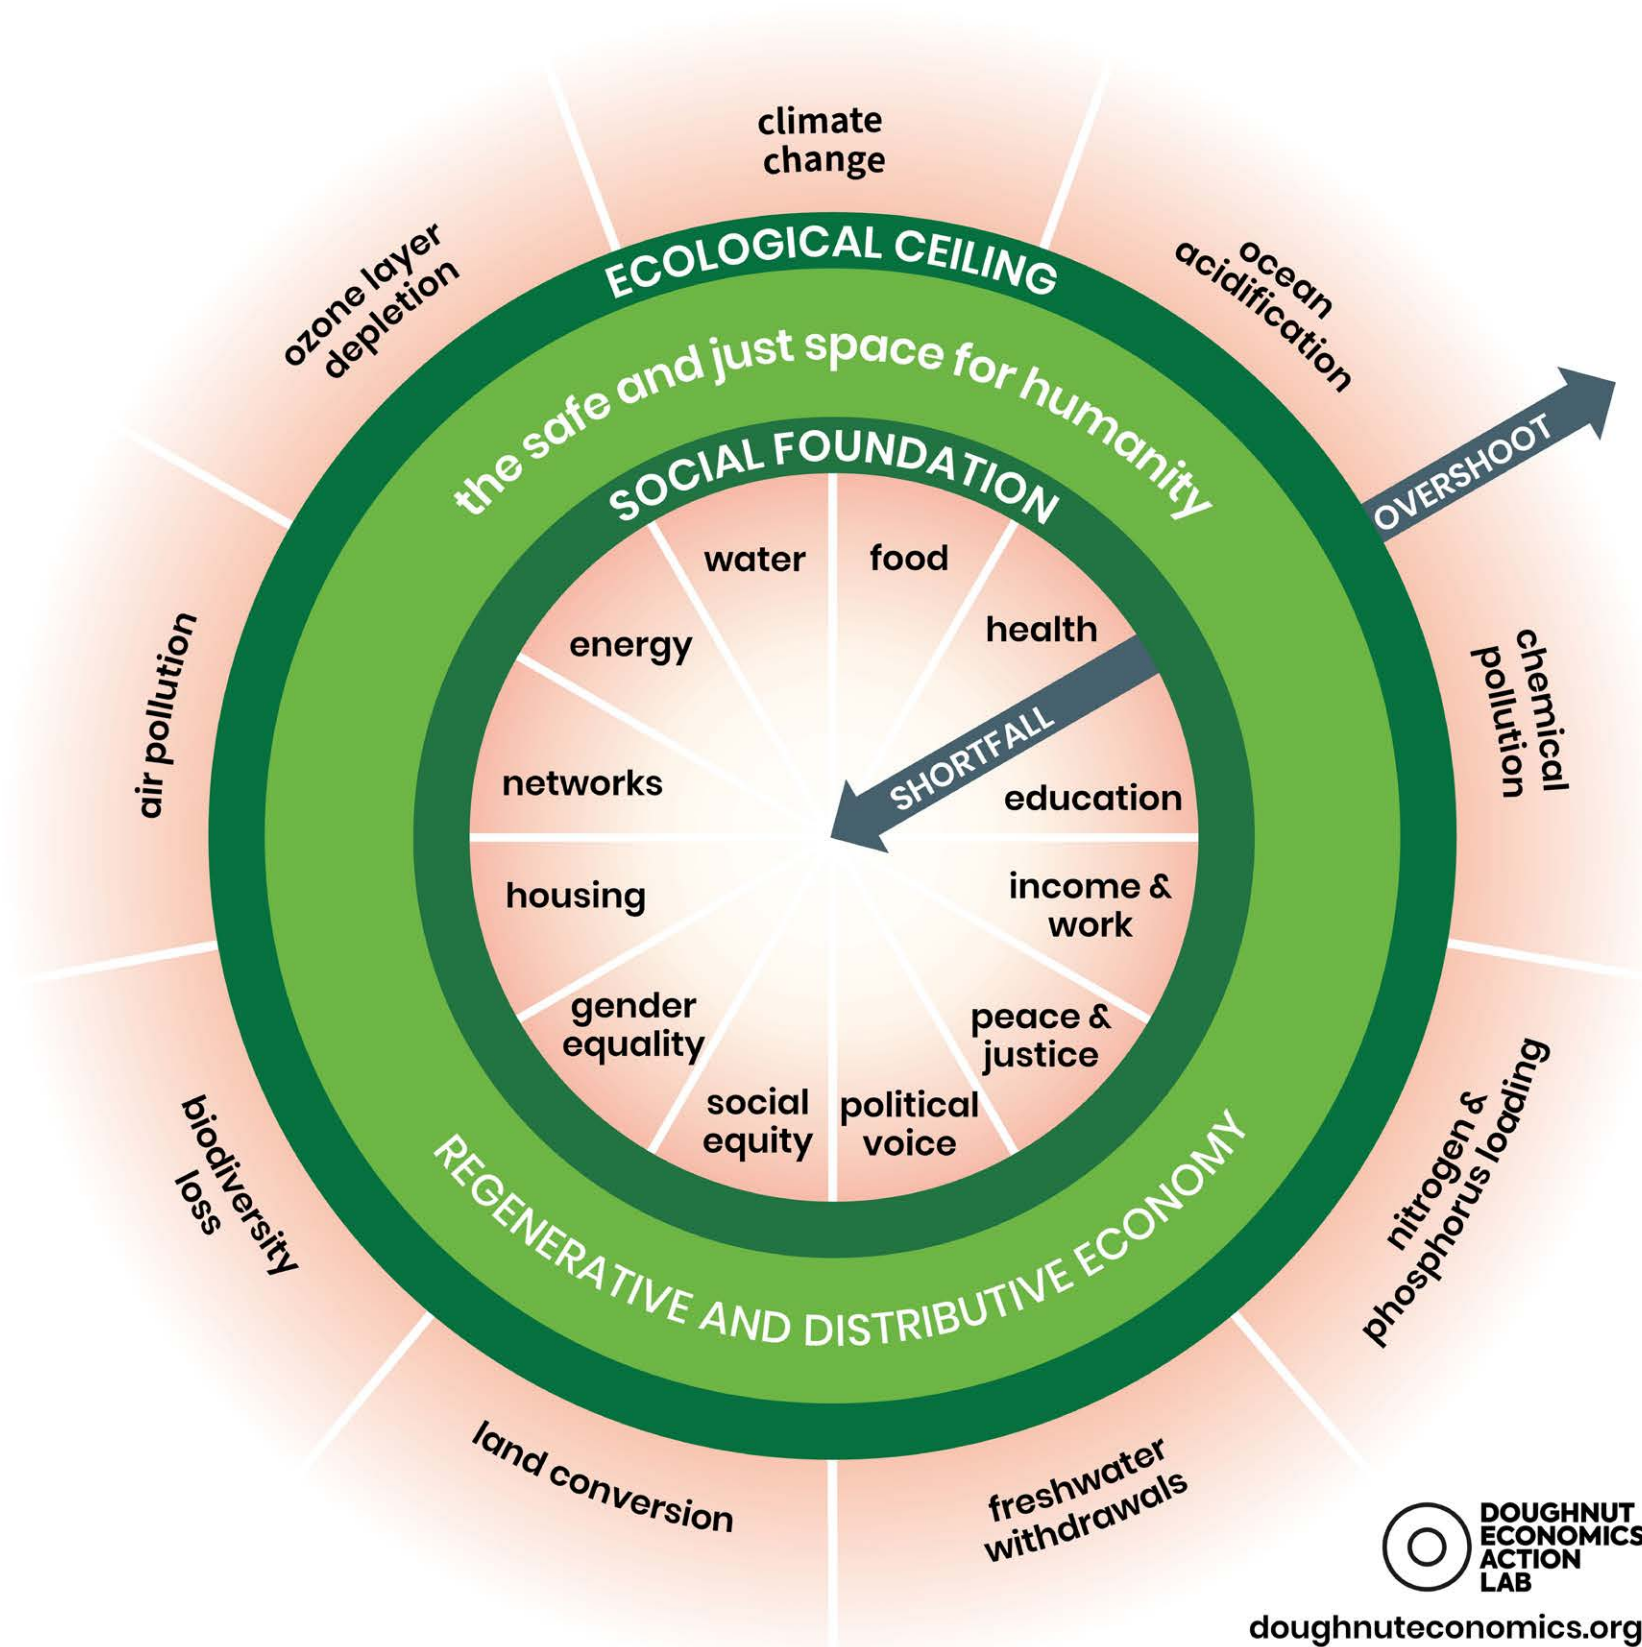 climate
change
ocean
acidification
chemical
pollution
nitrogen &
phosphorus loading
freshwater
withdrawals
land conversion
biodiversity
loss
air pollution
ozone layer
depletion
ECOLOGICAL CEILING
the safe and just space for humanity
SOCIAL FOUNDATION
OVERSHOOT
SHORTFALL
water
food
health
education
income &
work
peace &
justice
political
voice
social
equity
gender
equality
housing
networks
energy
REGENERATIVE AND DISTRIBUTIVE ECONOMY
DOUGHNUT
ECONOMICS
ACTION
LAB
doughnuteconomics.org